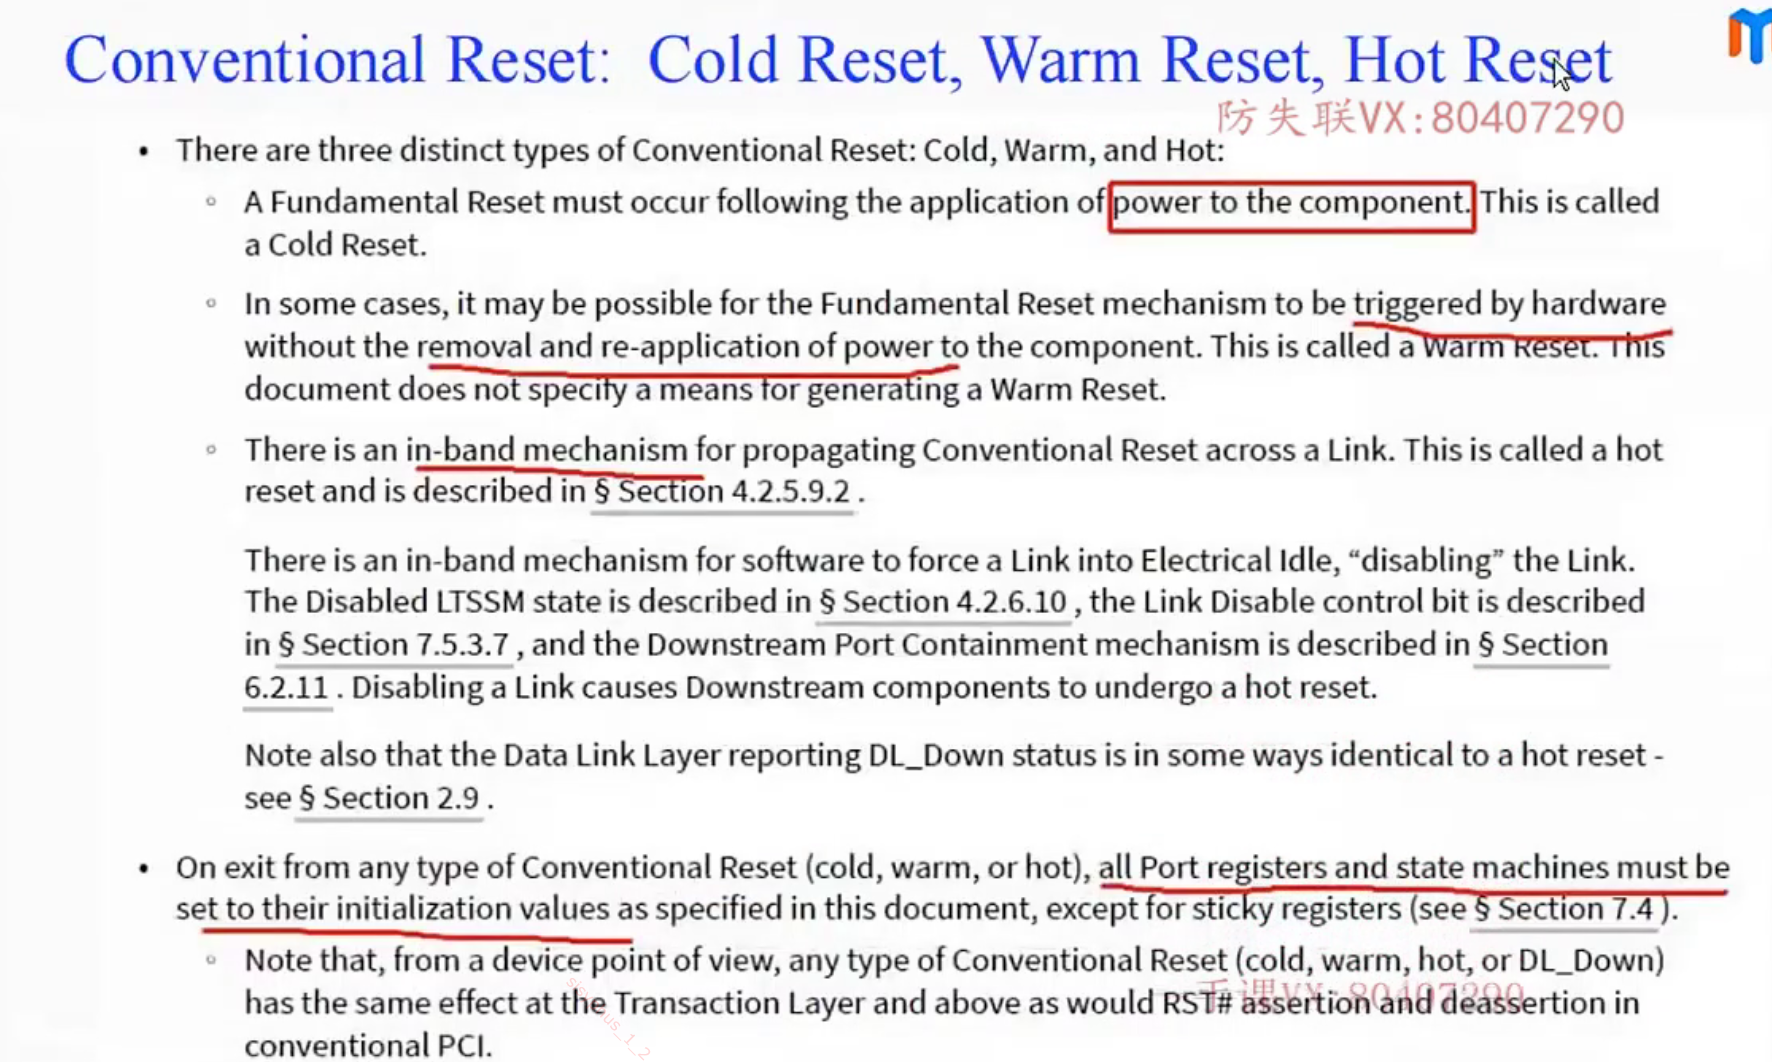 Conventional Reset: Cold Reset, Warm Reset, Hot Reset
防失联VX:80407290
• There are three distinct types of Conventional Reset: Cold, Warm, and Hot:
◦ A Fundamental Reset must occur following the application of power to the component. This is called
a Cold Reset.
◦ In some cases, it may be possible for the Fundamental Reset mechanism to be triggered by hardware
without the removal and re-application of power to the component. This is called a Warm Reset. This
document does not specify a means for generating a Warm Reset.
◦ There is an in-band mechanism for propagating Conventional Reset across a Link. This is called a hot
reset and is described in § Section 4.2.5.9.2 .
There is an in-band mechanism for software to force a Link into Electrical Idle, “disabling” the Link.
The Disabled LTSSM state is described in § Section 4.2.6.10 , the Link Disable control bit is described
in § Section 7.5.3.7 , and the Downstream Port Containment mechanism is described in § Section
6.2.11 . Disabling a Link causes Downstream components to undergo a hot reset.
Note also that the Data Link Layer reporting DL_Down status is in some ways identical to a hot reset -
see § Section 2.9 .
• On exit from any type of Conventional Reset (cold, warm, or hot), all Port registers and state machines must be
set to their initialization values as specified in this document, except for sticky registers (see § Section 7.4 ).
◦ Note that, from a device point of view, any type of Conventional Reset (cold, warm, hot, or DL_Down)
has the same effect at the Transaction Layer and above as would RST# assertion and deassertion in
conventional PCI.
一手课VX:80407290